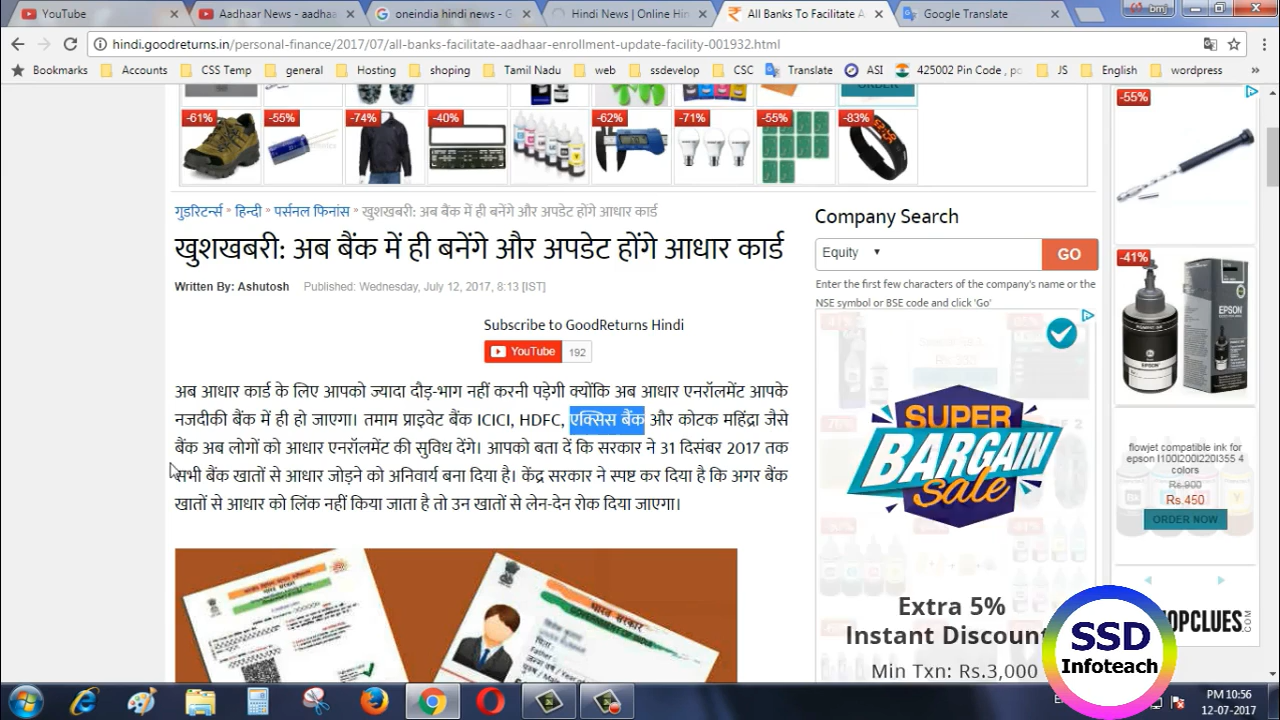 YouTube
Aadhaar News - aadhaa
oneindia hindi news - G
Hindi News | Online Hin
All Banks To Facilitate A
Google Translate
bmj
hindi.goodreturns.in/personal-finance/2017/07/all-banks-facilitate-aadhaar-enrollment-update-facility-001932.html
Bookmarks
Accounts
CSS Temp
general
Hosting
shoping
Tamil Nadu
web
ssdevelop
CSC
Translate
ASI
425002 Pin Code , pc
JS
English
wordpress
ORDER
-61%
-55%
-74%
-40%
-62%
-71%
-55%
-83%
-55%
गुडरिटर्न्स » हिन्दी » पर्सनल फिनांस » खुशखबरी: अब बैंक में ही बनेंगे और अपडेट होंगे आधार कार्ड
खुशखबरी: अब बैंक में ही बनेंगे और अपडेट होंगे आधार कार्ड
Written By: Ashutosh
Published: Wednesday, July 12, 2017, 8:13 [IST]
Subscribe to GoodReturns Hindi
YouTube 192
अब आधार कार्ड के लिए आपको ज्यादा दौड़-भाग नहीं करनी पड़ेगी क्योंकि अब आधार एनरॉलमेंट आपके
नजदीकी बैंक में ही हो जाएगा। तमाम प्राइवेट बैंक ICICI, HDFC, एक्सिस बैंक और कोटक महिंद्रा जैसे
बैंक अब लोगों को आधार एनरॉलमेंट की सुविध देंगे। आपको बता दें कि सरकार ने 31 दिसंबर 2017 तक
सभी बैंक खातों से आधार जोड़ने को अनिवार्य बना दिया है। केंद्र सरकार ने स्पष्ट कर दिया है कि अगर बैंक
खातों से आधार को लिंक नहीं किया जाता है तो उन खातों से लेन-देन रोक दिया जाएगा।
भारत सरकार
Company Search
Equity
GO
Enter the first few characters of the company's name or the
NSE symbol or BSE code and click 'Go'
SUPER
BARGAIN
sale
Extra 5%
Instant Discount
Min Txn: Rs.3,000
-41%
EPSON
flowjet compatible ink for
epson l100l200l220l355 4
colors
Rs.900
Rs.450
ORDER NOW
OPCLUES.COM
SSD
Infoteach
PM 10:56
12-07-2017